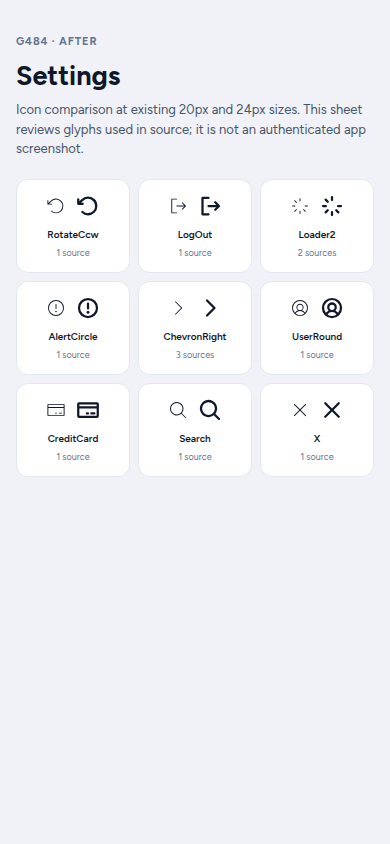 G484 · AFTER
Settings
Icon comparison at existing 20px and 24px sizes. This sheet
reviews glyphs used in source; it is not an authenticated app
screenshot.
RotateCcw
1 source
LogOut
1 source
Loader2
2 sources
AlertCircle
1 source
ChevronRight
3 sources
UserRound
1 source
CreditCard
1 source
Search
1 source
X
1 source